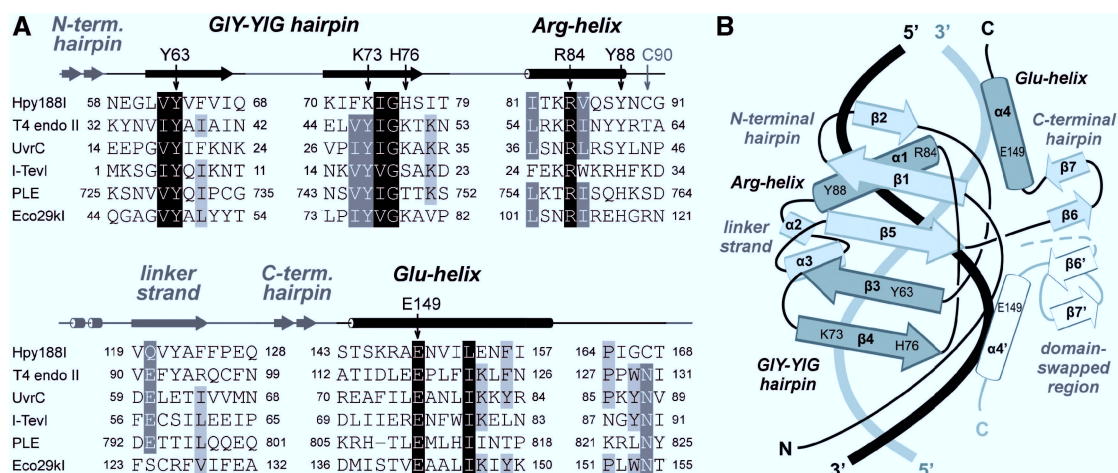 A
N-term. hairpin
GIY-YIG hairpin
Arg-helix
Y63 K73 H76 R84 Y88 C90
Hpy188I 58 NEGLVYVFVIQ 68 70 KIFKIGHSIT 79 81 ITKRVQSYNCG 91
T4 endo II 32 KYNVIYAIAIN 42 44 ELVYIGKTKN 53 54 LRKRINYYRTA 64
UvrC 14 EEPGVYIFKNK 24 26 VPIYIGKAKR 35 36 LSNRLRSYLNP 46
I-TevI 1 MKSGIYQIKNT 11 14 NKVYVGSAKD 23 24 FEKRWKRHFKD 34
PLE 725 KSNVVYQIPCG 735 743 NSVYIGTTKS 752 754 LKTRISQHKSD 764
Eco29kI 44 QGAGVYALYYT 54 73 LPIYVGKAVP 82 101 LSNRIREHGRN 121
linker strand
C-term. hairpin
Glu-helix
E149
Hpy188I 119 VQVYAFFPEQ 128 143 STSKRAENVILENFI 157 164 PIGCT 168
T4 endo II 90 VEFYARQCFN 99 112 ATIDLEEPLFIKLFN 126 127 PPWNI 131
UvrC 59 DELETIVVMN 68 70 REAFILEANLIKKYR 84 85 PKYNV 89
I-TevI 56 FECSILEEIP 65 69 DLIIERENFWIKELN 83 87 NGYNI 91
PLE 792 DETTILQQEQ 801 805 KRH-TLEMLHIINTP 818 821 KRLNY 825
Eco29kI 123 FSCRFVIFEA 132 136 DMISTVEAALIKIYK 150 151 PLWNT 155
B
5' 3' C
Glu-helix
N-terminal hairpin
β2
α4
C-terminal hairpin
α1 R84
E149
β7
Arg-helix
Y88 β1
β6
linker strand
α2 β5
α3
β6'
β3 Y63
E149
β7'
K73 β4 H76
α4'
GIY-YIG hairpin
domain-swapped region
C
N
3' 5'